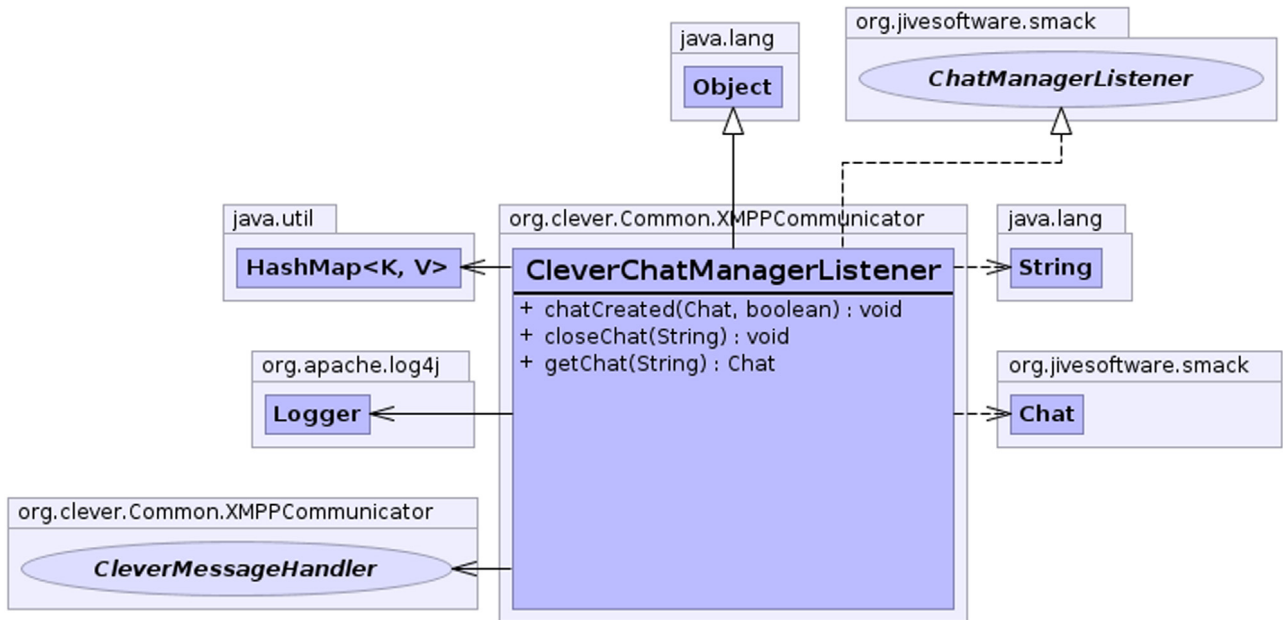 java.lang
Object
org.jivesoftware.smack
ChatManagerListener
java.util
HashMap<K, V>
org.clever.Common.XMPPCommunicator
CleverChatManagerListener
+ chatCreated(Chat, boolean) : void
+ closeChat(String) : void
+ getChat(String) : Chat
java.lang
String
org.apache.log4j
Logger
org.jivesoftware.smack
Chat
org.clever.Common.XMPPCommunicator
CleverMessageHandler